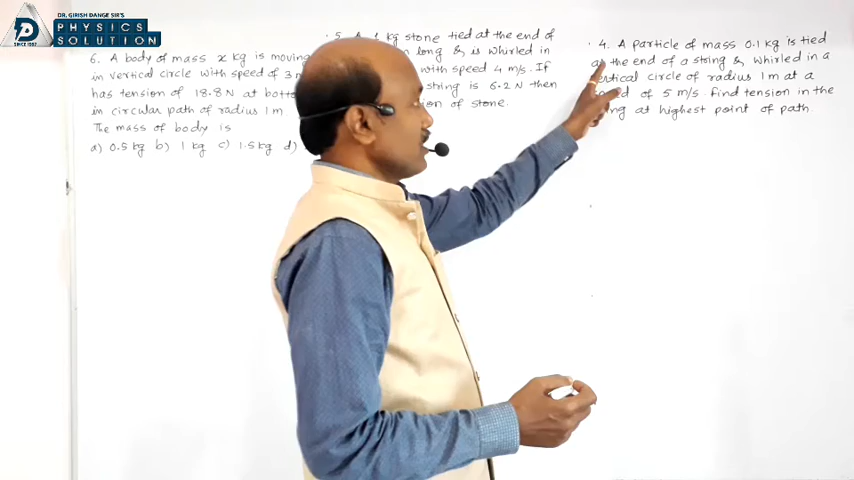 DR. GIRISH DANGE SIR'S
PHYSICS
SOLUTION
SINCE 1997
6. A body of mass x kg is moving
in vertical circle with speed of 3 m
has tension of 18.8 N at bott
in circular path of radius 1 m
The mass of body is
a) 0.5 kg b) 1 kg c) 1.5 kg d)
5. A kg stone tied at the end of
long & is whirled in
with speed 4 m/s. If
string is 6.2 N then
ion of stone.
4. A particle of mass 0.1 kg is tied
at the end of a string & whirled in a
vertical circle of radius 1 m at a
of 5 m/s. find tension in the
ng at highest point of path